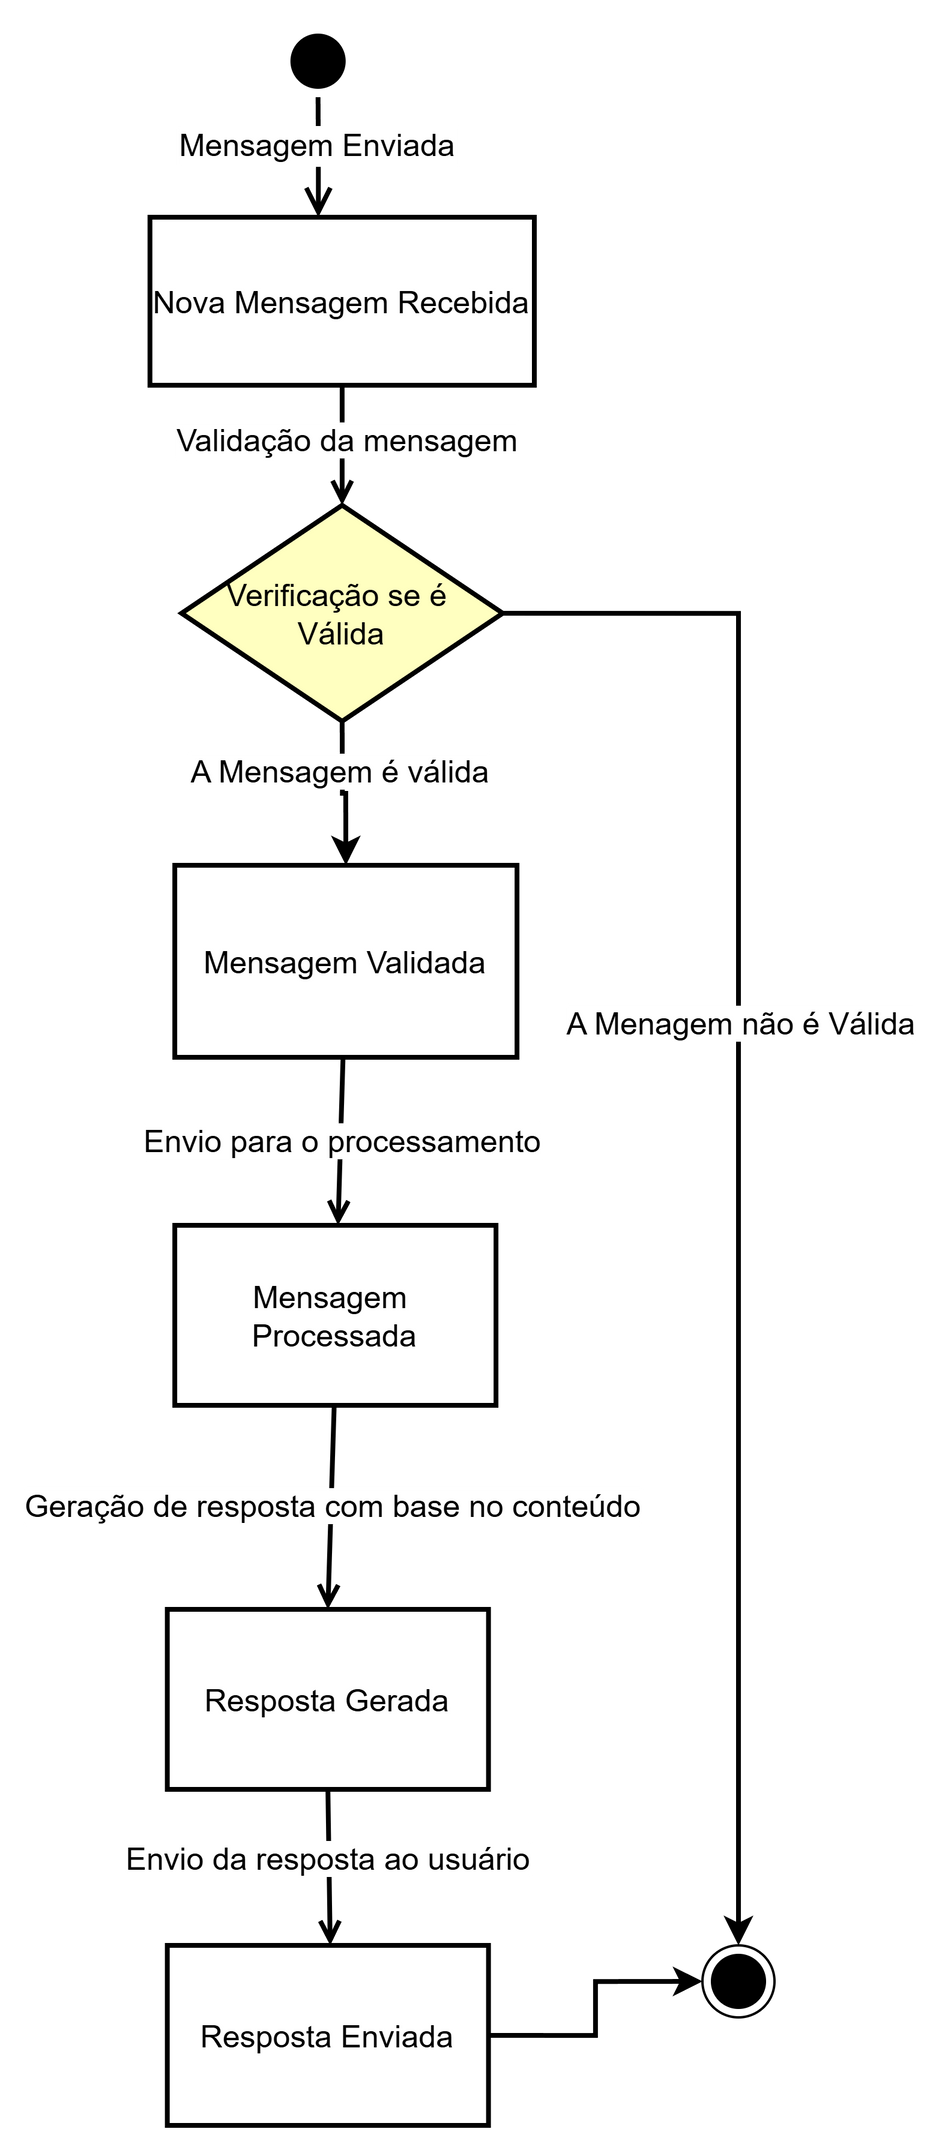 Mensagem Enviada
Nova Mensagem Recebida
Validação da mensagem
Verificação se é
Válida
A Mensagem é válida
Mensagem Validada
A Menagem não é Válida
Envio para o processamento
Mensagem
Processada
Geração de resposta com base no conteúdo
Resposta Gerada
Envio da resposta ao usuário
Resposta Enviada